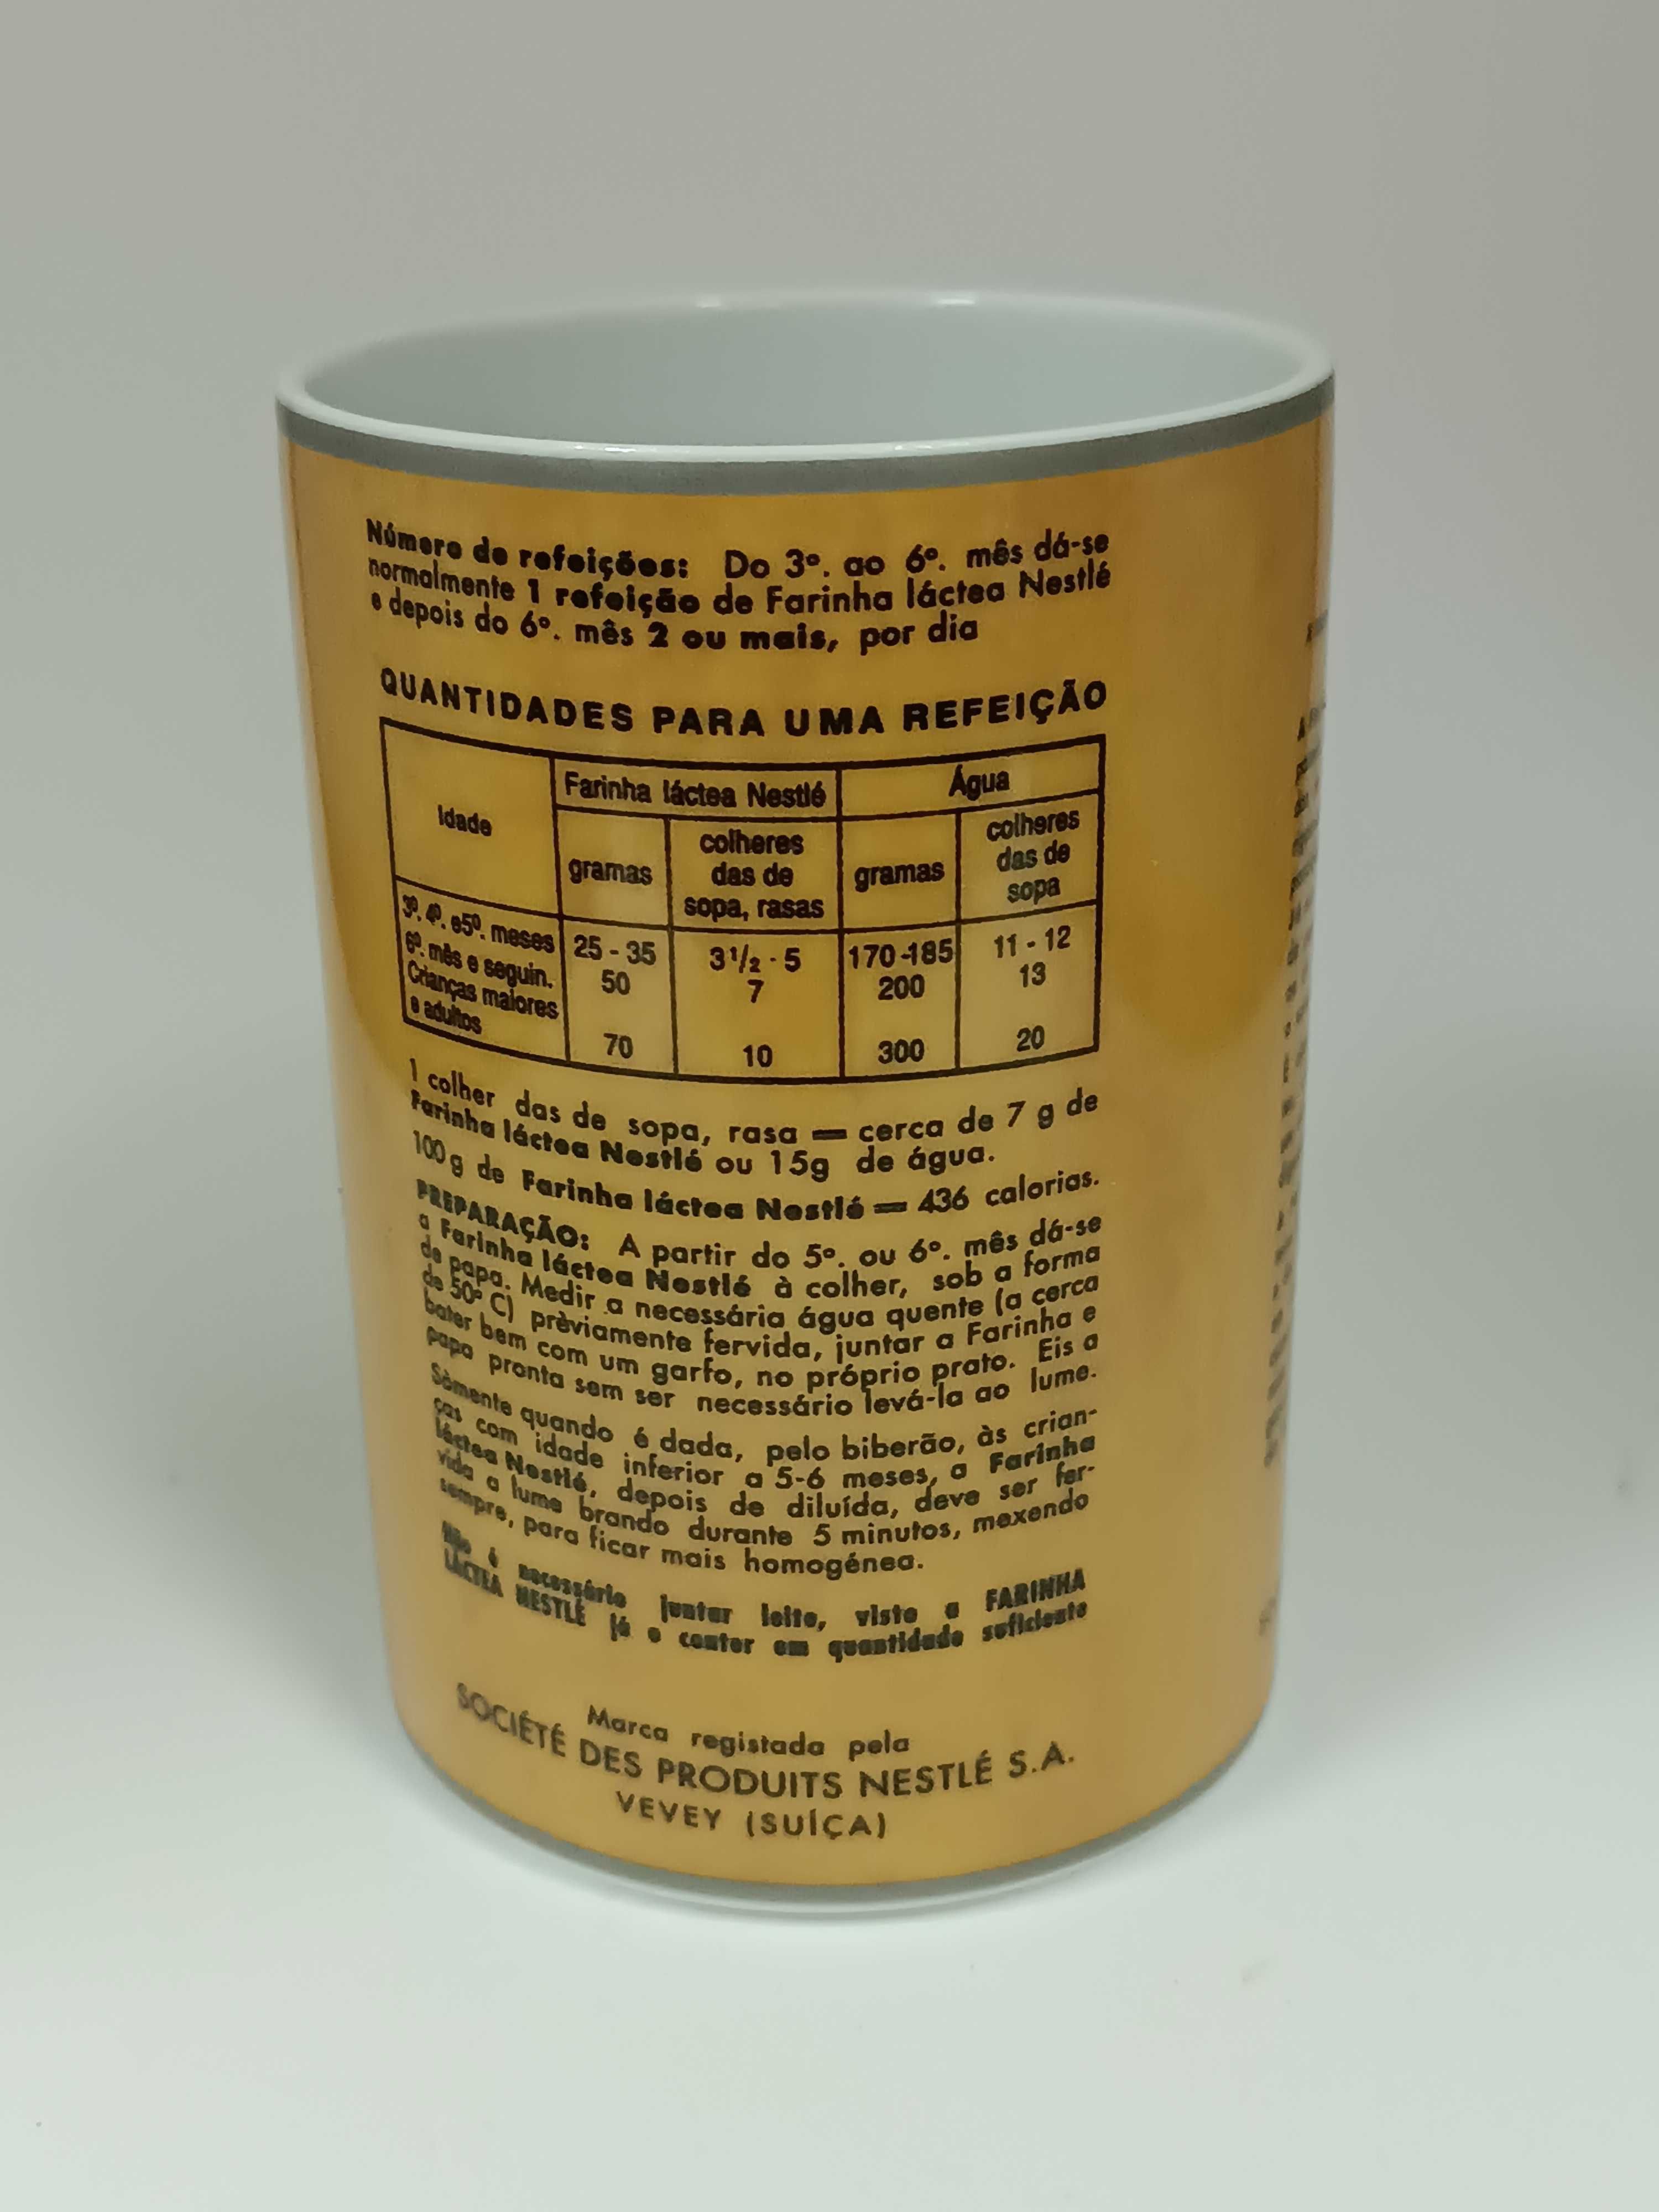 Número de refeições: Do 3º. ao 6º. mês dá-se
normalmente 1 refeição de Farinha láctea Nestlé
e depois do 6º. mês 2 ou mais, por dia
QUANTIDADES PARA UMA REFEIÇÃO
Idade
Farinha láctea Nestlé
Água
gramas
colheres
das de
sopa, rasas
gramas
colheres
das de
sopa
3º. 4º. e5º. meses 25 - 35 3 1/2 - 5 170-185 11 - 12
6º. mês e seguin. 50 7 200 13
Crianças maiores
e adultos 70 10 300 20
1 colher das de sopa, rasa = cerca de 7 g de
Farinha láctea Nestlé ou 15g de água.
100 g de Farinha láctea Nestlé = 436 calorias.
PREPARAÇÃO: A partir do 5º. ou 6º. mês dá-se
a Farinha láctea Nestlé à colher, sob a forma
de papa. Medir a necessária água quente (a cerca
de 50º C) prèviamente fervida, juntar a Farinha e
bater bem com um garfo, no próprio prato. Eis a
papa pronta sem ser necessário levá-la ao lume.
Sòmente quando é dada, pelo biberão, às crian-
ças com idade inferior a 5-6 meses, a Farinha
láctea Nestlé, depois de diluída, deve ser fer-
vida a lume brando durante 5 minutos, mexendo
sempre, para ficar mais homogénea.
Não é necessário juntar leite, visto a FARINHA
LÁCTEA NESTLÉ já o conter em quantidade suficiente
Marca registada pela
SOCIÉTÉ DES PRODUITS NESTLÉ S.A.
VEVEY (SUÍÇA)